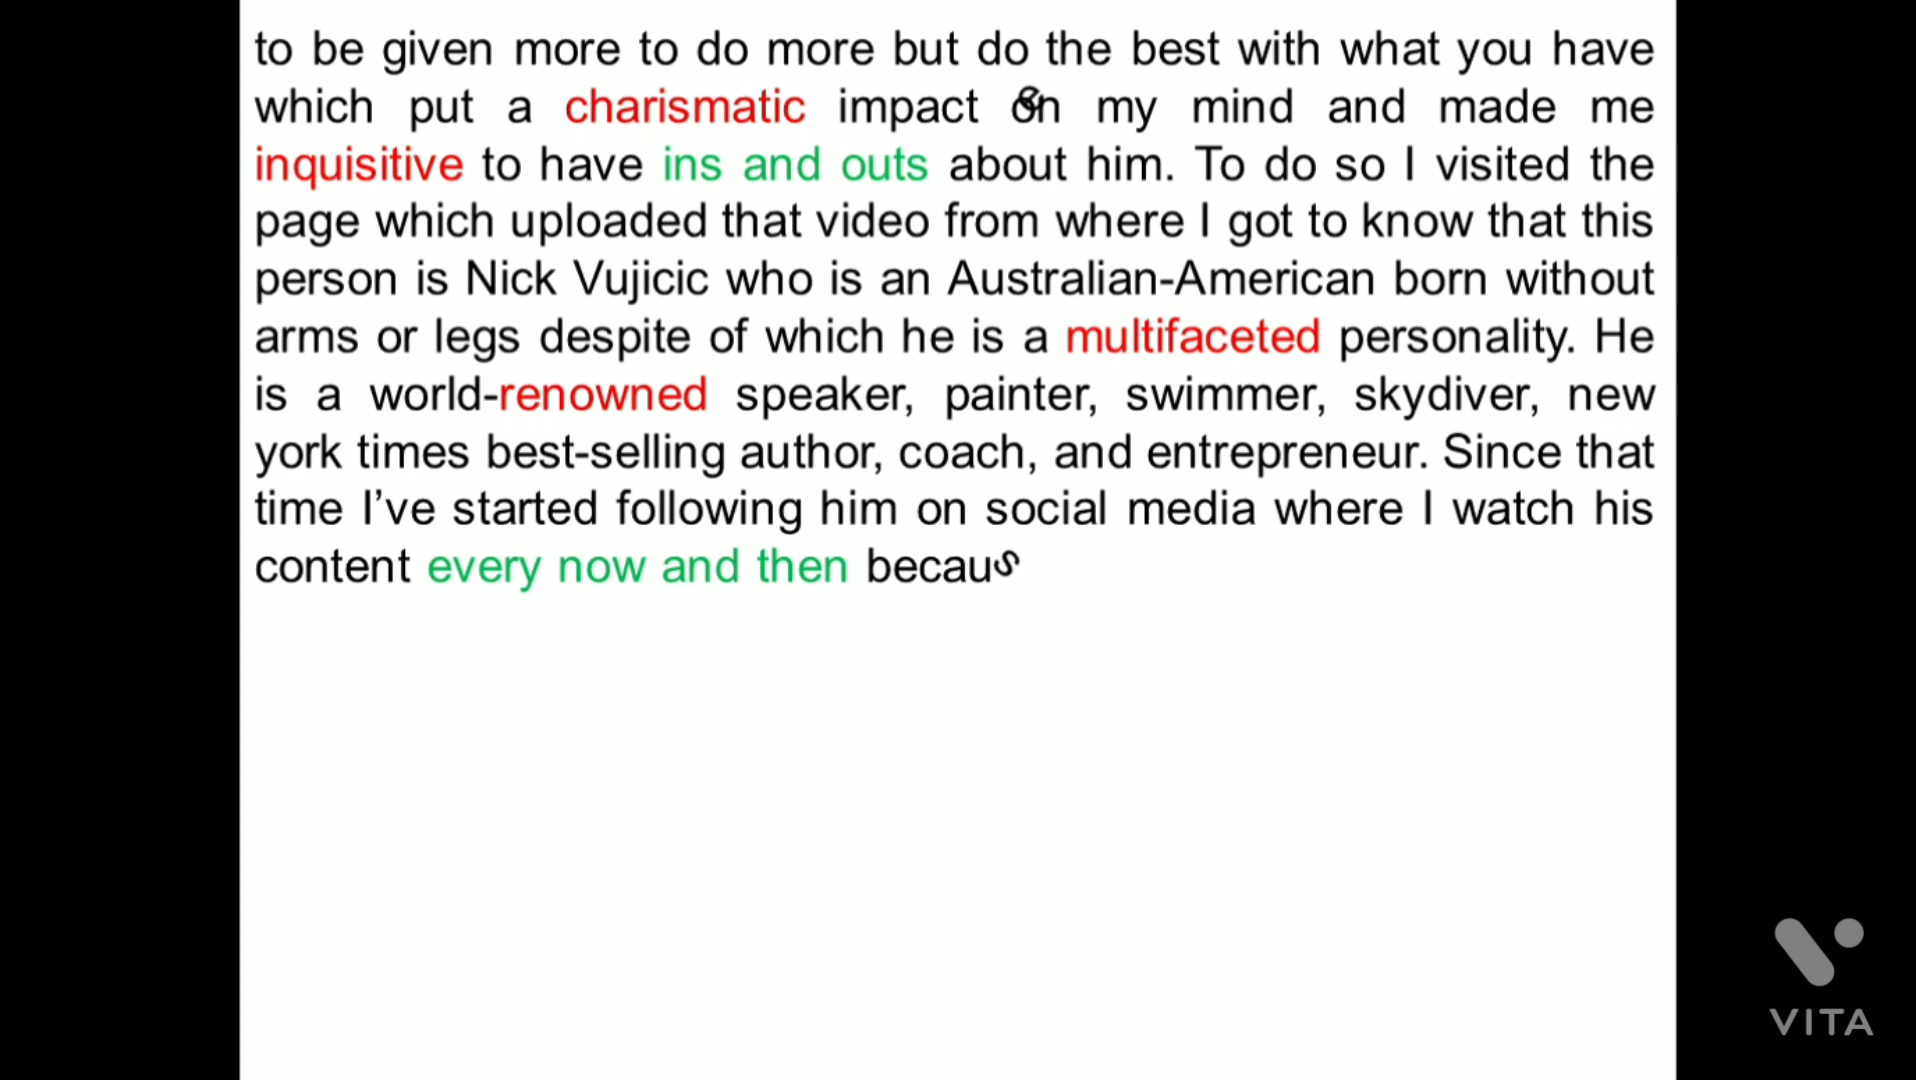 to be given more to do more but do the best with what you have
which put a charismatic impact on my mind and made me
inquisitive to have ins and outs about him. To do so I visited the
page which uploaded that video from where I got to know that this
person is Nick Vujicic who is an Australian-American born without
arms or legs despite of which he is a multifaceted personality. He
is a world-renowned speaker, painter, swimmer, skydiver, new
york times best-selling author, coach, and entrepreneur. Since that
time I've started following him on social media where I watch his
content every now and then becaus
VITA